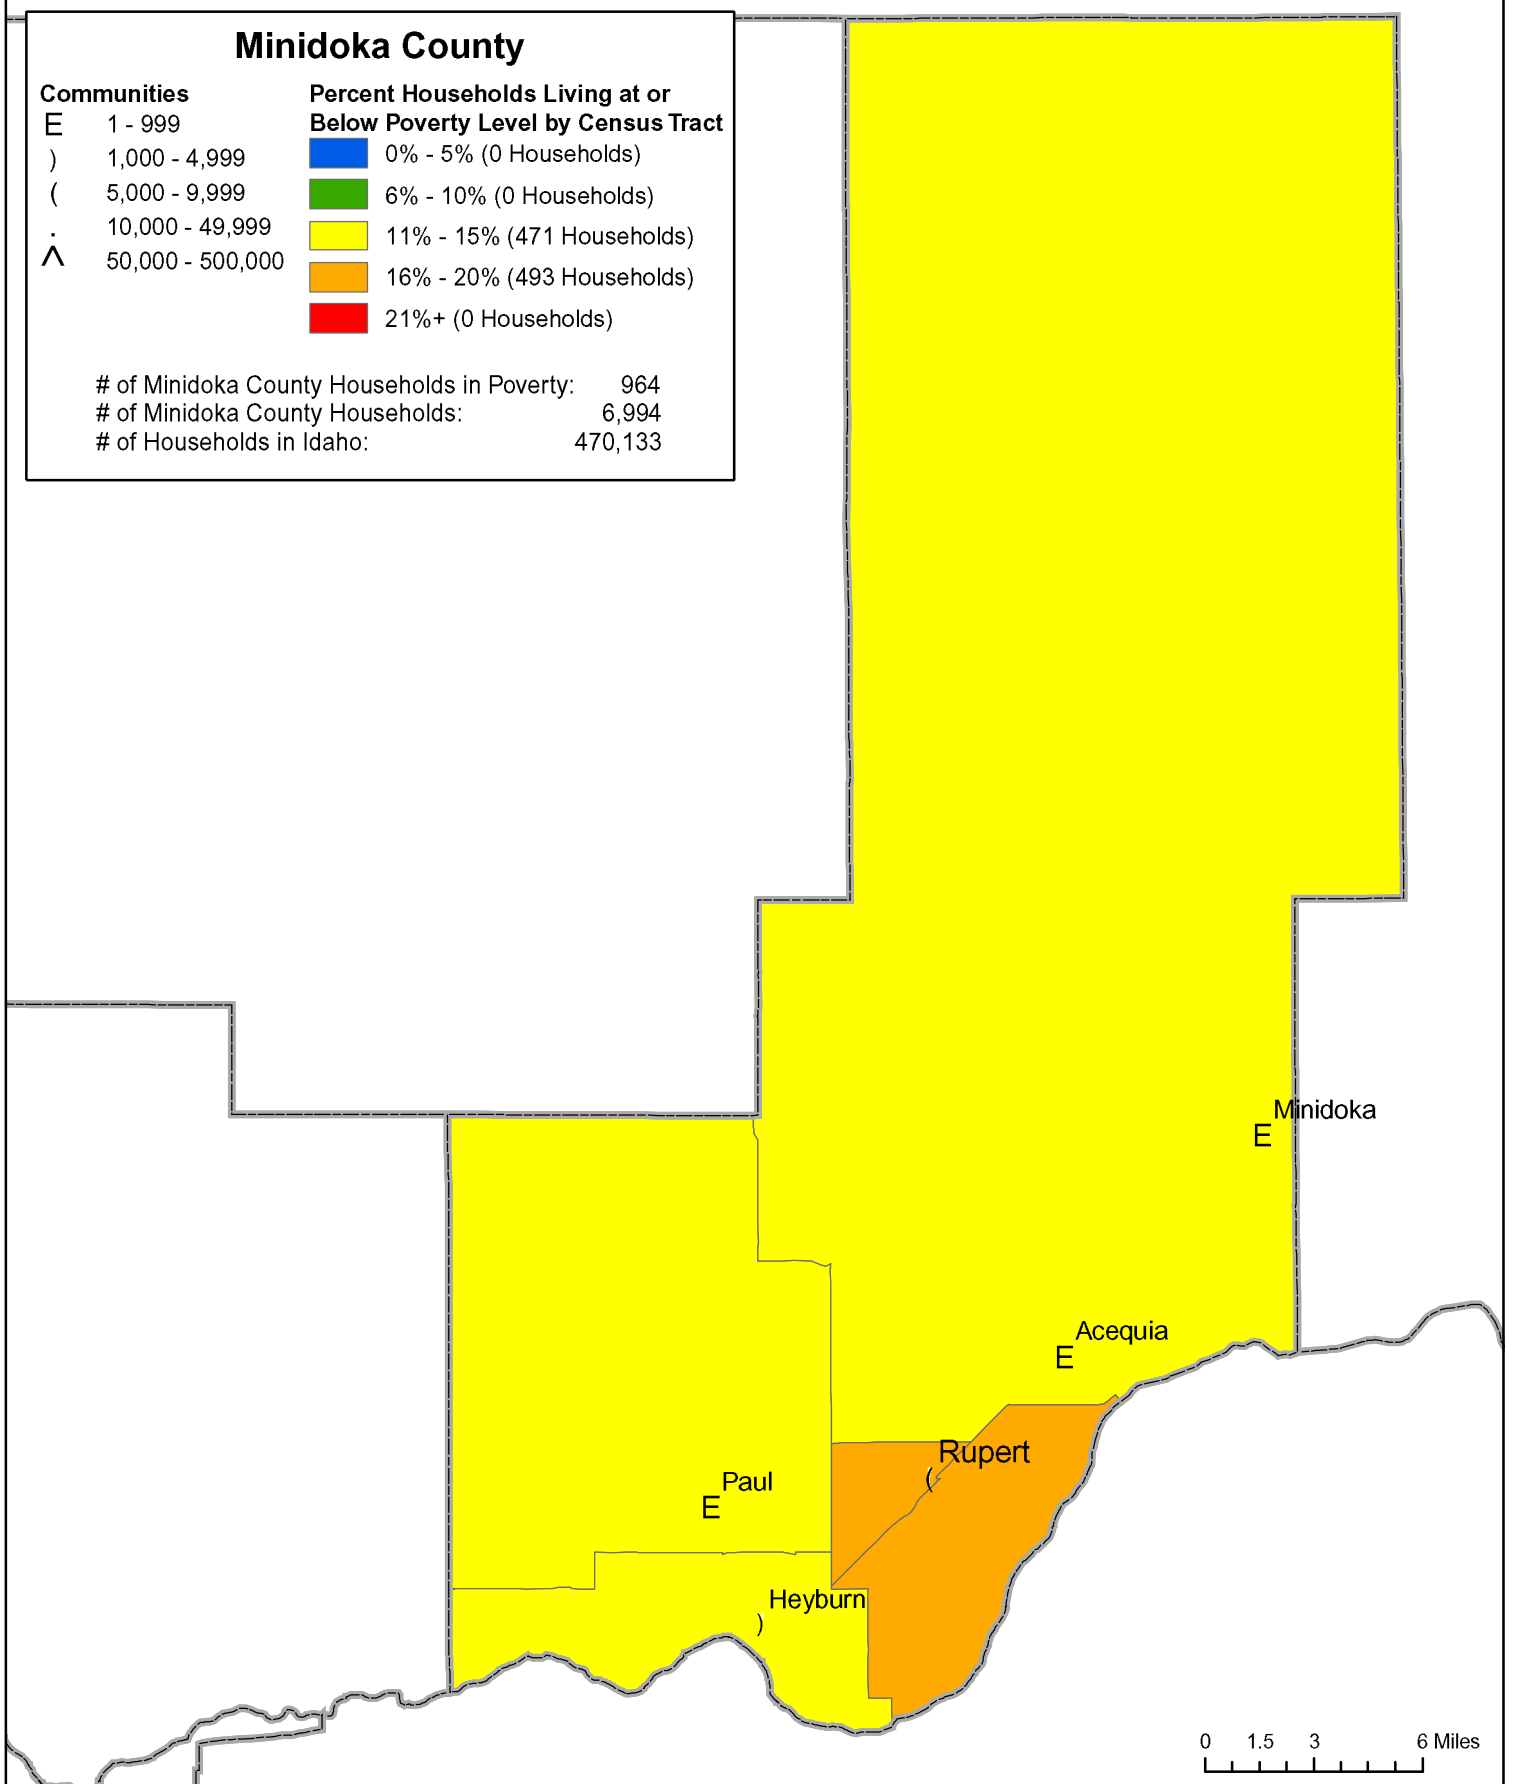 Minidoka County
Communities
E 1 - 999
) 1,000 - 4,999
( 5,000 - 9,999
. 10,000 - 49,999
^ 50,000 - 500,000
Percent Households Living at or
Below Poverty Level by Census Tract
0% - 5% (0 Households)
6% - 10% (0 Households)
11% - 15% (471 Households)
16% - 20% (493 Households)
21%+ (0 Households)
# of Minidoka County Households in Poverty: 964
# of Minidoka County Households: 6,994
# of Households in Idaho: 470,133
Minidoka
E
Acequia
E
Rupert
(
Paul
E
Heyburn
)
0 1.5 3 6 Miles